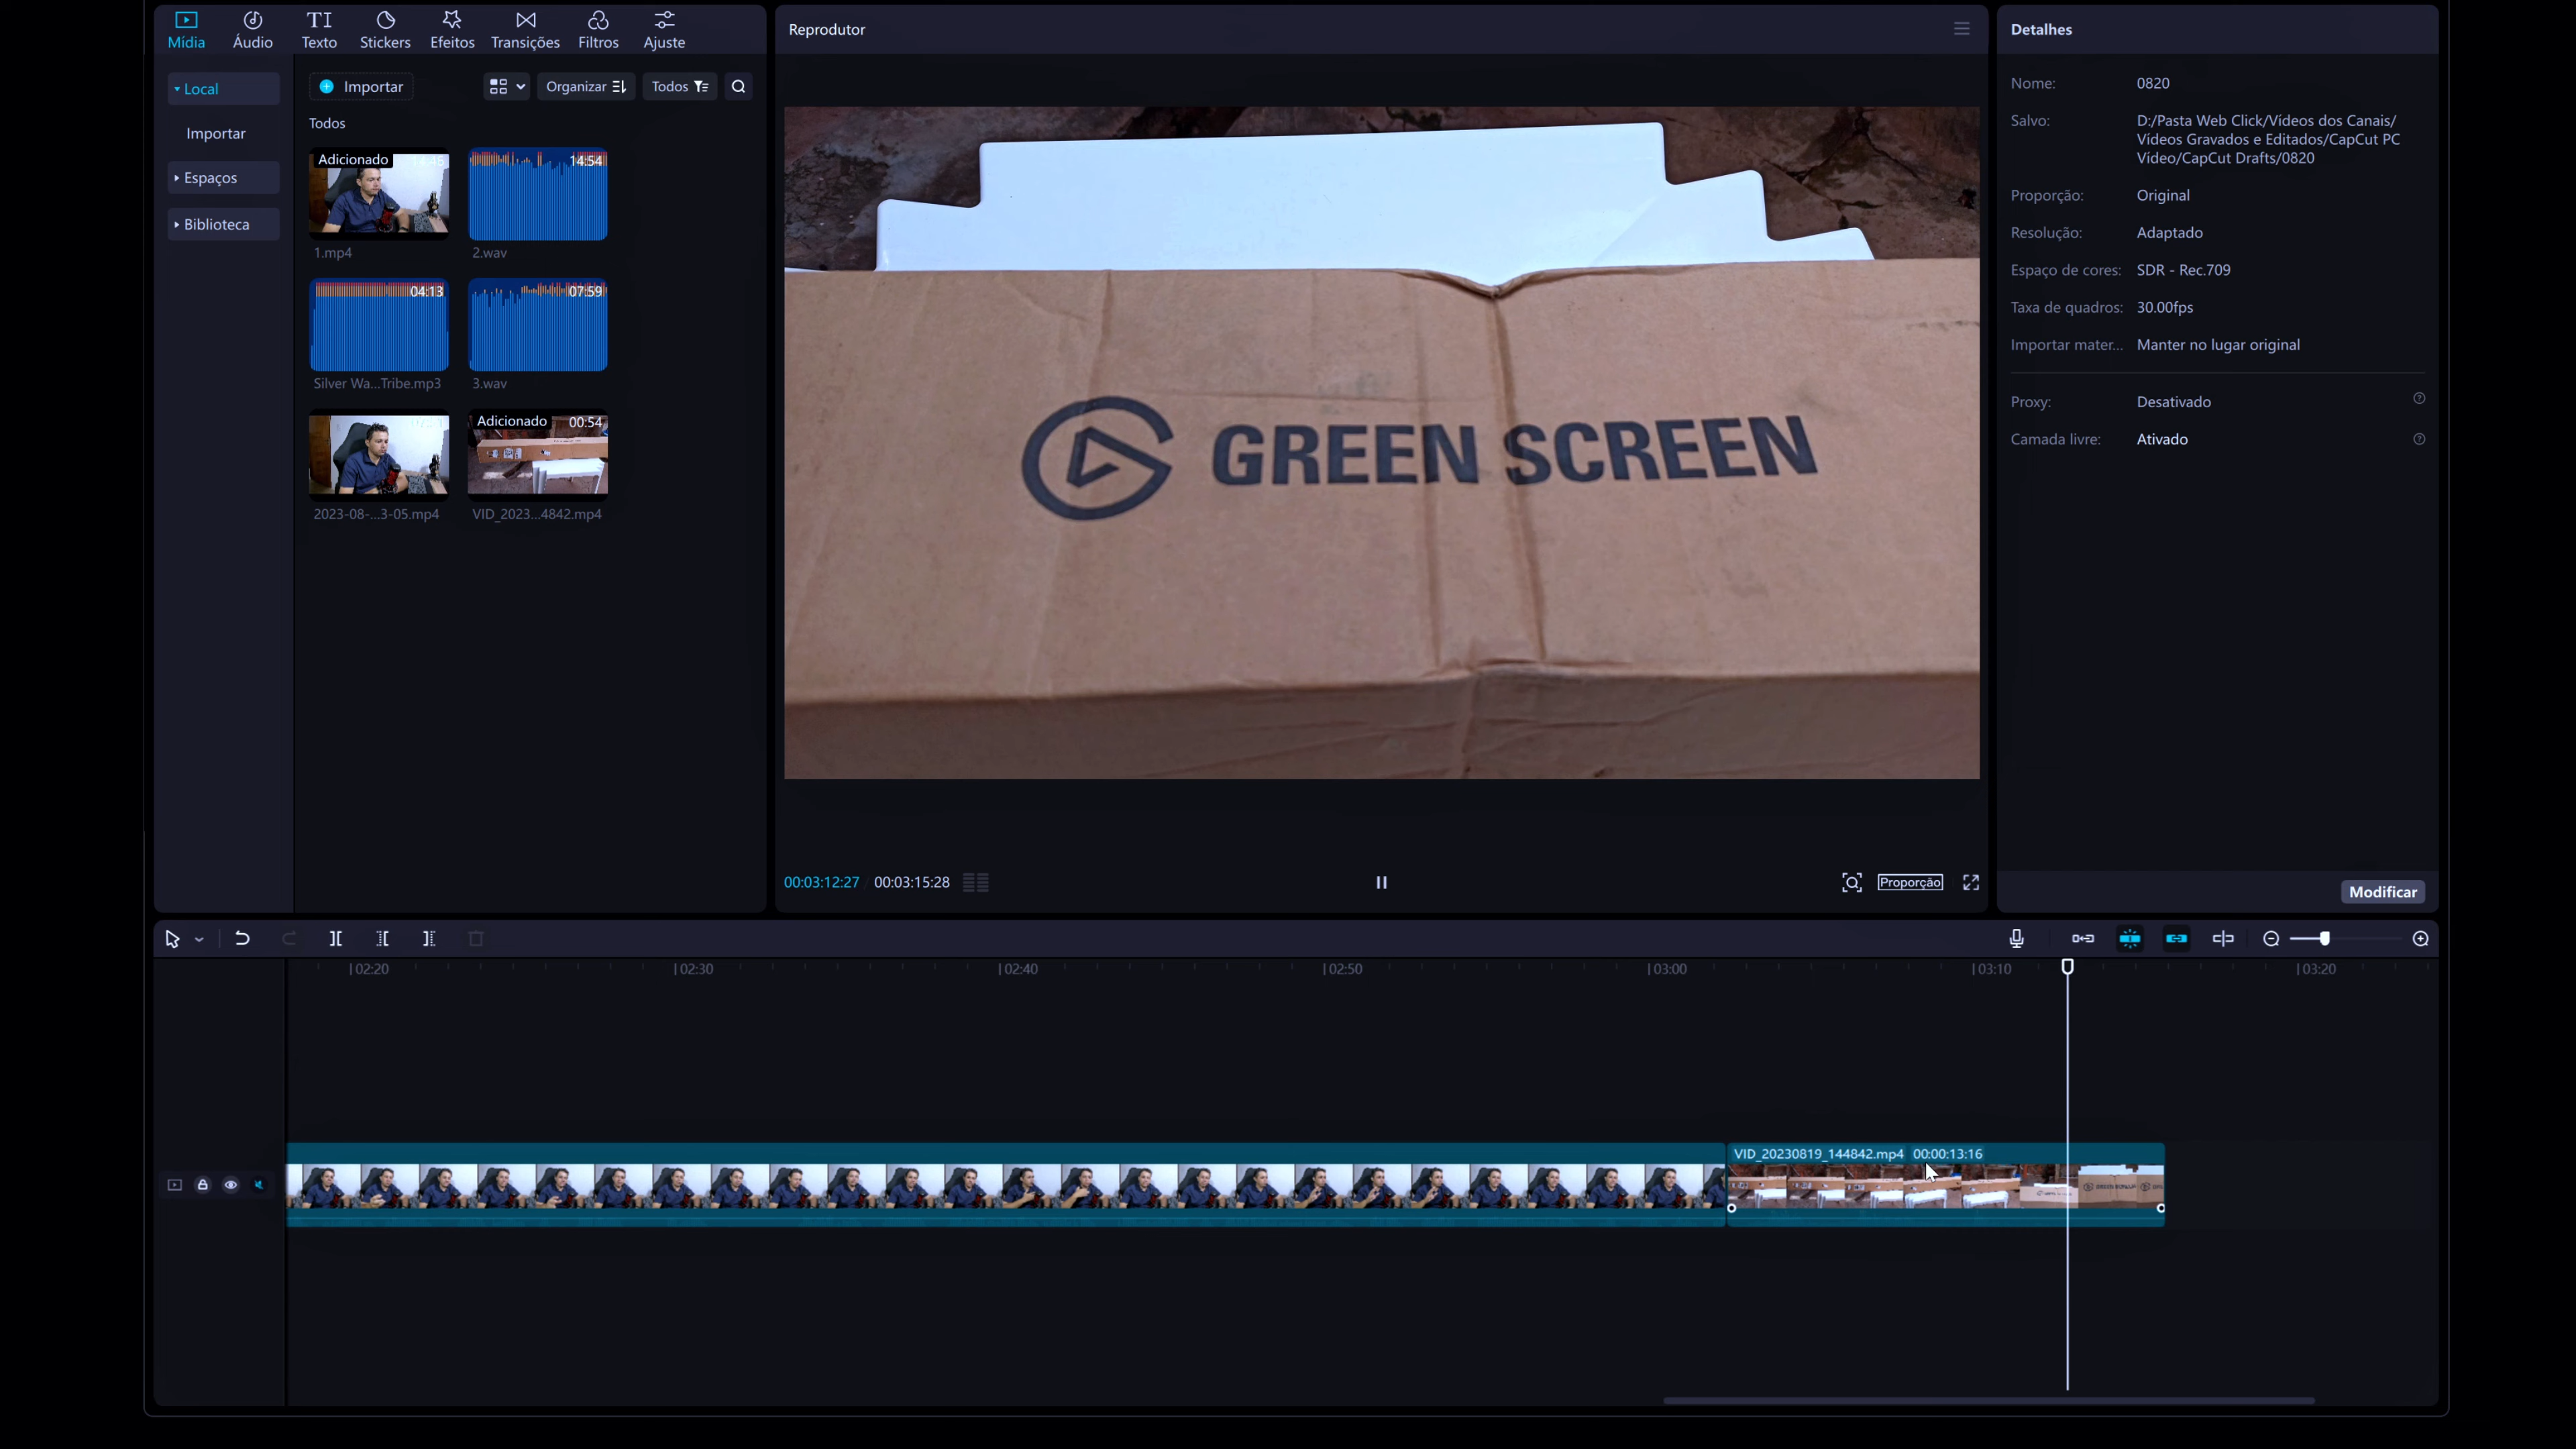 Mídia
Áudio
Texto
Stickers
Efeitos
Transições
Filtros
Ajuste
Local
Importar
Espaços
Biblioteca
Importar
Organizar
Todos
Todos
Adicionado
1.mp4
14:54
2.wav
04:13
Silver Wa...Tribe.mp3
07:59
3.wav
2023-08-...3-05.mp4
Adicionado 00:54
VID_2023...4842.mp4
Reprodutor
GREEN SCREEN
00:03:12:27 00:03:15:28
Proporção
Detalhes
Nome: 0820
Salvo: D:/Pasta Web Click/Vídeos dos Canais/
Vídeos Gravados e Editados/CapCut PC
Vídeo/CapCut Drafts/0820
Proporção: Original
Resolução: Adaptado
Espaço de cores: SDR - Rec.709
Taxa de quadros: 30.00fps
Importar mater... Manter no lugar original
Proxy: Desativado
Camada livre: Ativado
Modificar
02:20 02:30 02:40 02:50 03:00 03:10 03:20
VID_20230819_144842.mp4 00:00:13:16